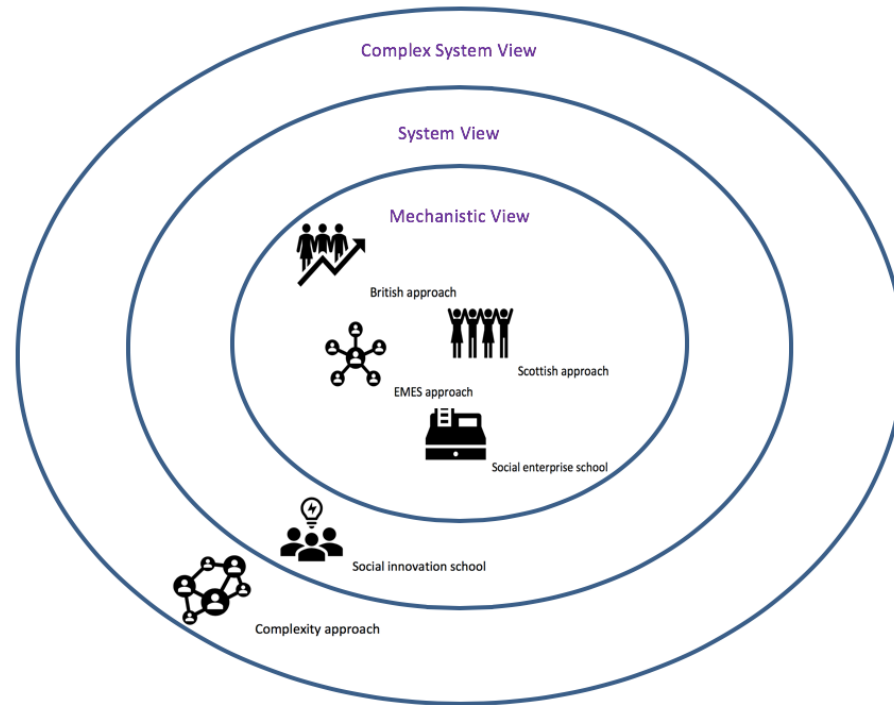 Complex System View
System View
Mechanistic View
British approach
Scottish approach
EMES approach
Social enterprise school
Social innovation school
Complexity approach